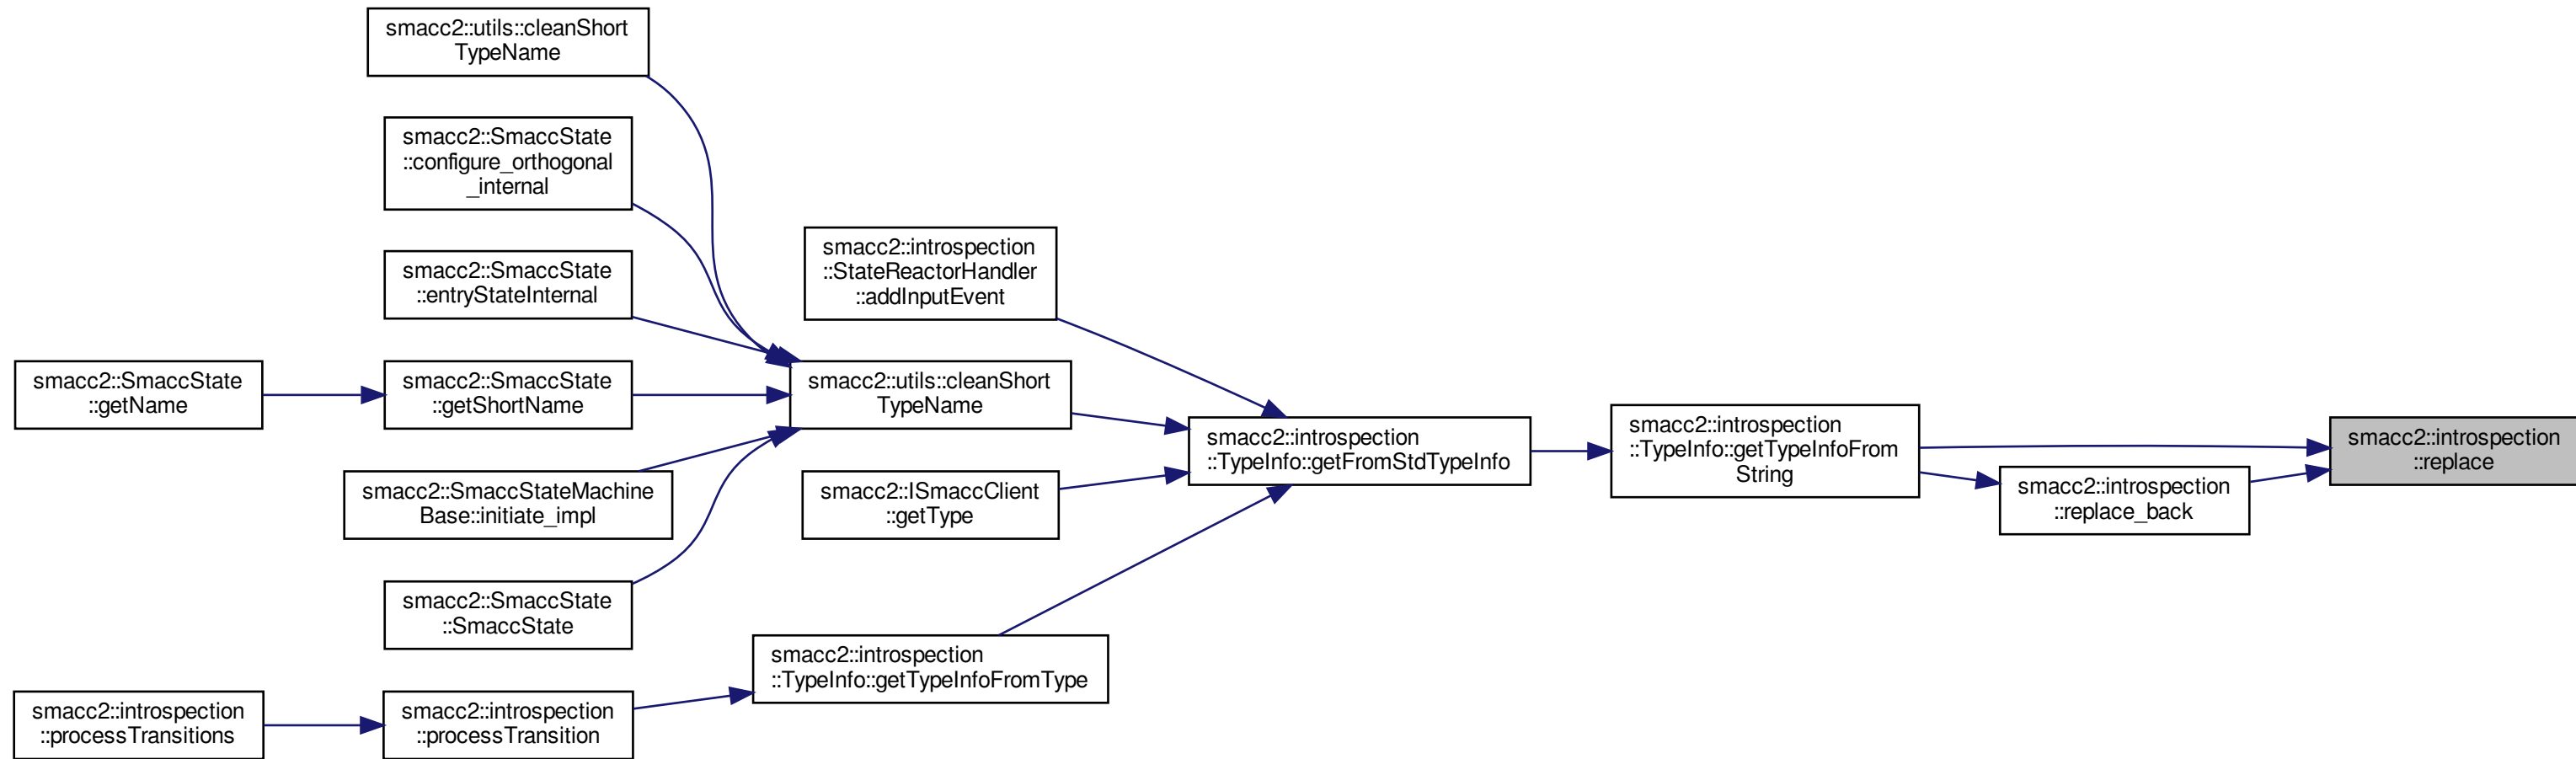 smacc2::utils::cleanShort
TypeName
smacc2::SmaccState
::configure_orthogonal
_internal
smacc2::SmaccState
::entryStateInternal
smacc2::SmaccState
::getName
smacc2::SmaccState
::getShortName
smacc2::SmaccStateMachine
Base::initiate_impl
smacc2::SmaccState
::SmaccState
smacc2::introspection
::processTransitions
smacc2::introspection
::processTransition
smacc2::introspection
::StateReactorHandler
::addInputEvent
smacc2::utils::cleanShort
TypeName
smacc2::ISmaccClient
::getType
smacc2::introspection
::TypeInfo::getTypeInfoFromType
smacc2::introspection
::TypeInfo::getFromStdTypeInfo
smacc2::introspection
::TypeInfo::getTypeInfoFrom
String
smacc2::introspection
::replace_back
smacc2::introspection
::replace